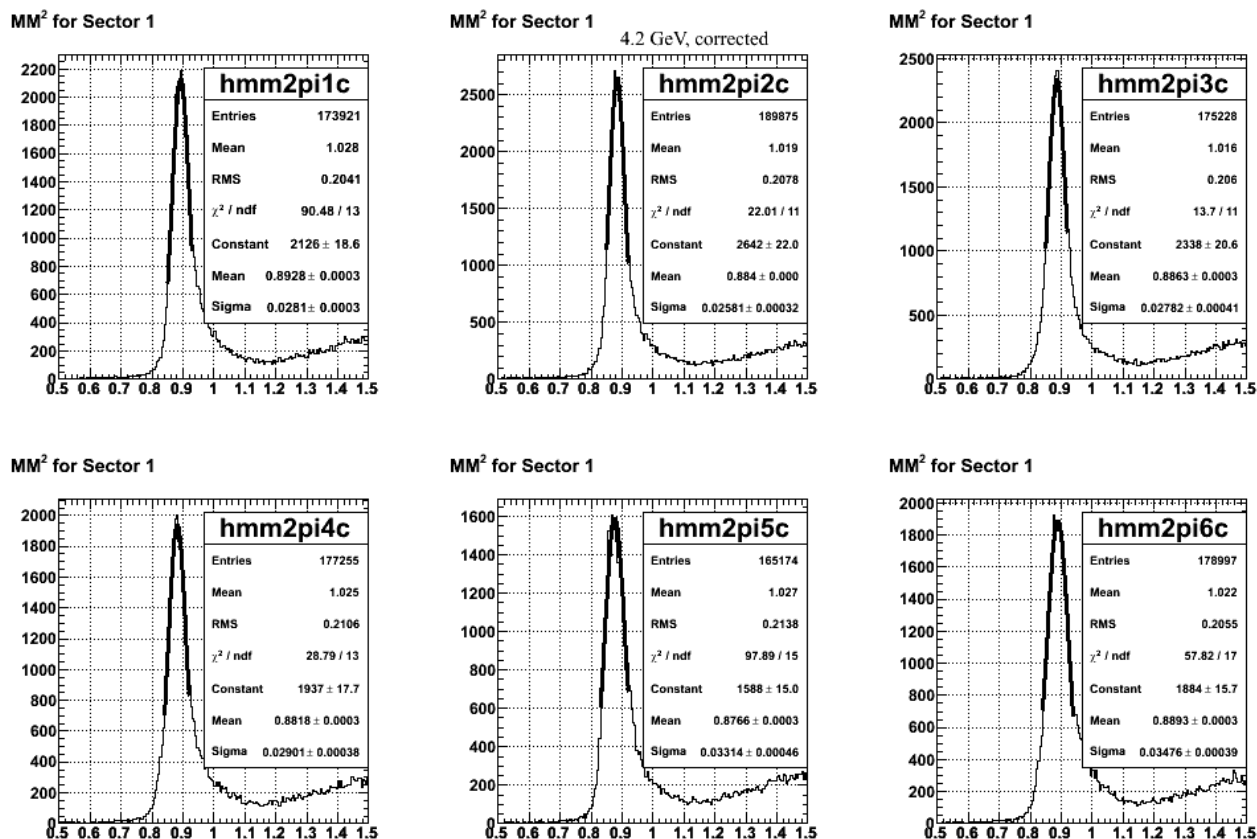 MM² for Sector 1
MM² for Sector 1
4.2 GeV, corrected
MM² for Sector 1
hmm2pi1c
Entries 173921
Mean 1.028
RMS 0.2041
χ² / ndf 90.48 / 13
Constant 2126 ± 18.6
Mean 0.8928 ± 0.0003
Sigma 0.0281 ± 0.0003
2200
2000
1800
1600
1400
1200
1000
800
600
400
200
0
0.5 0.6 0.7 0.8 0.9 1 1.1 1.2 1.3 1.4 1.5
hmm2pi2c
Entries 189875
Mean 1.019
RMS 0.2078
χ² / ndf 22.01 / 11
Constant 2642 ± 22.0
Mean 0.884 ± 0.000
Sigma 0.02581 ± 0.00032
2500
2000
1500
1000
500
0
0.5 0.6 0.7 0.8 0.9 1 1.1 1.2 1.3 1.4 1.5
hmm2pi3c
Entries 175228
Mean 1.016
RMS 0.206
χ² / ndf 13.7 / 11
Constant 2338 ± 20.6
Mean 0.8863 ± 0.0003
Sigma 0.02782 ± 0.00041
2500
2000
1500
1000
500
0
0.5 0.6 0.7 0.8 0.9 1 1.1 1.2 1.3 1.4 1.5
MM² for Sector 1
MM² for Sector 1
MM² for Sector 1
hmm2pi4c
Entries 177255
Mean 1.025
RMS 0.2106
χ² / ndf 28.79 / 13
Constant 1937 ± 17.7
Mean 0.8818 ± 0.0003
Sigma 0.02901 ± 0.00038
2000
1800
1600
1400
1200
1000
800
600
400
200
0
0.5 0.6 0.7 0.8 0.9 1 1.1 1.2 1.3 1.4 1.5
hmm2pi5c
Entries 165174
Mean 1.027
RMS 0.2138
χ² / ndf 97.89 / 15
Constant 1588 ± 15.0
Mean 0.8766 ± 0.0003
Sigma 0.03314 ± 0.00046
1600
1400
1200
1000
800
600
400
200
0
0.5 0.6 0.7 0.8 0.9 1 1.1 1.2 1.3 1.4 1.5
hmm2pi6c
Entries 178997
Mean 1.022
RMS 0.2055
χ² / ndf 57.82 / 17
Constant 1884 ± 15.7
Mean 0.8893 ± 0.0003
Sigma 0.03476 ± 0.00039
2000
1800
1600
1400
1200
1000
800
600
400
200
0
0.5 0.6 0.7 0.8 0.9 1 1.1 1.2 1.3 1.4 1.5